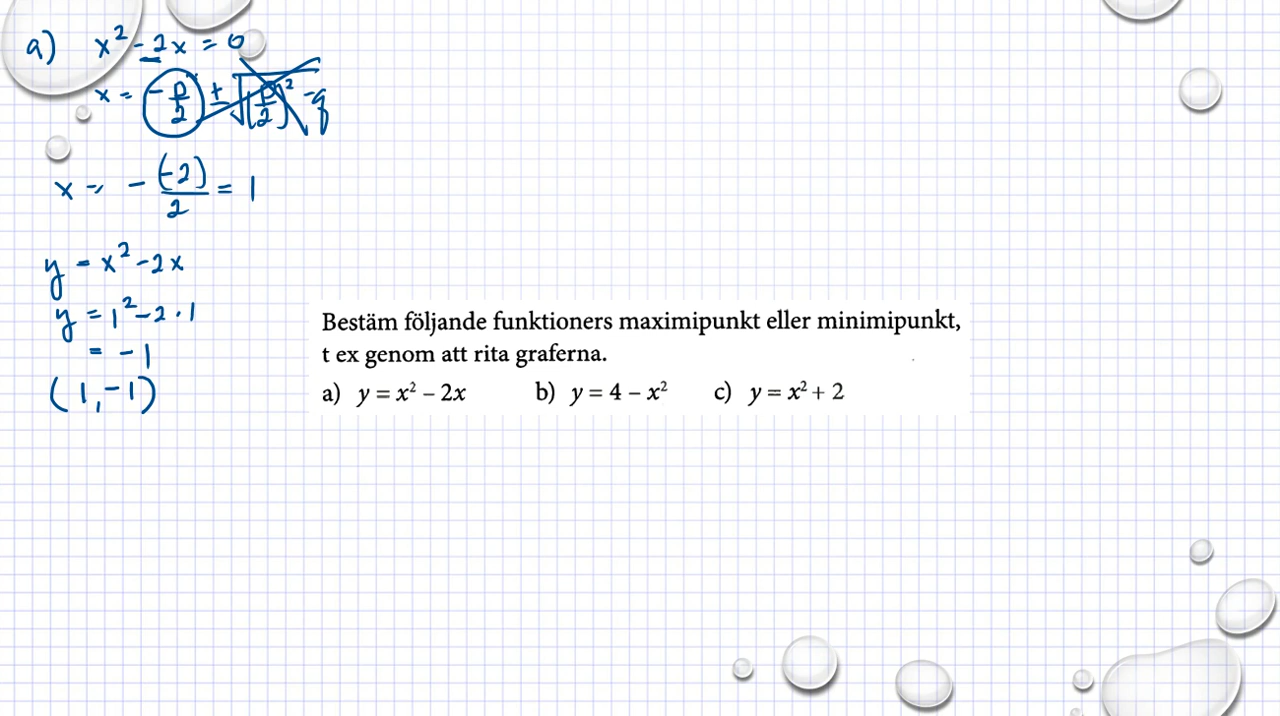 a) x² - 2x = 0
x = -p/2 ± √(p/2)² - q
x = - (-2)/2 = 1
y = x² - 2x
y = 1² - 2 · 1
= -1
(1, -1)
Bestäm följande funktioners maximipunkt eller minimipunkt,
t ex genom att rita graferna.
a) y = x² – 2x b) y = 4 – x² c) y = x² + 2